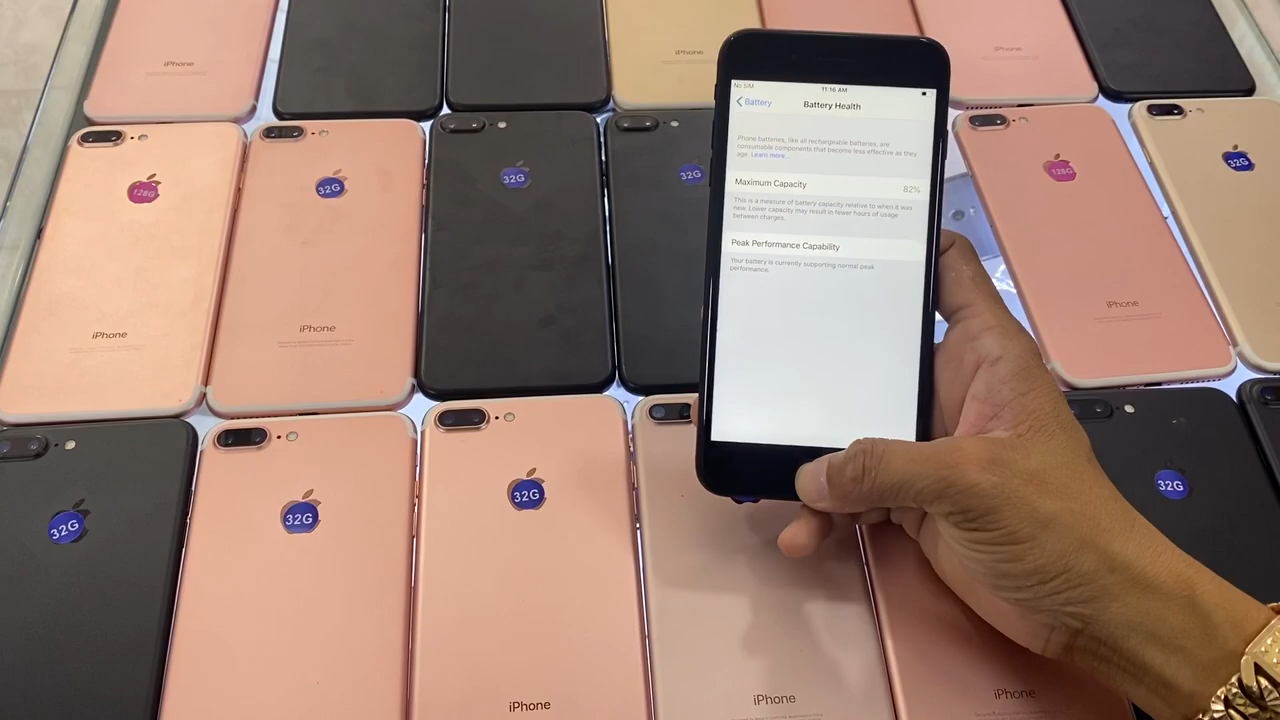 iPhone
iPhone
iPhone
No SIM
11:16 AM
Battery
Battery Health
Phone batteries, like all rechargeable batteries, are
consumable components that become less effective as they
age. Learn more...
Maximum Capacity
82%
This is a measure of battery capacity relative to when it was
new. Lower capacity may result in fewer hours of usage
between charges.
Peak Performance Capability
Your battery is currently supporting normal peak
performance.
128G
32G
32G
32G
128G
32G
iPhone
iPhone
iPhone
32G
32G
32G
32G
iPhone
iPhone
iPhone